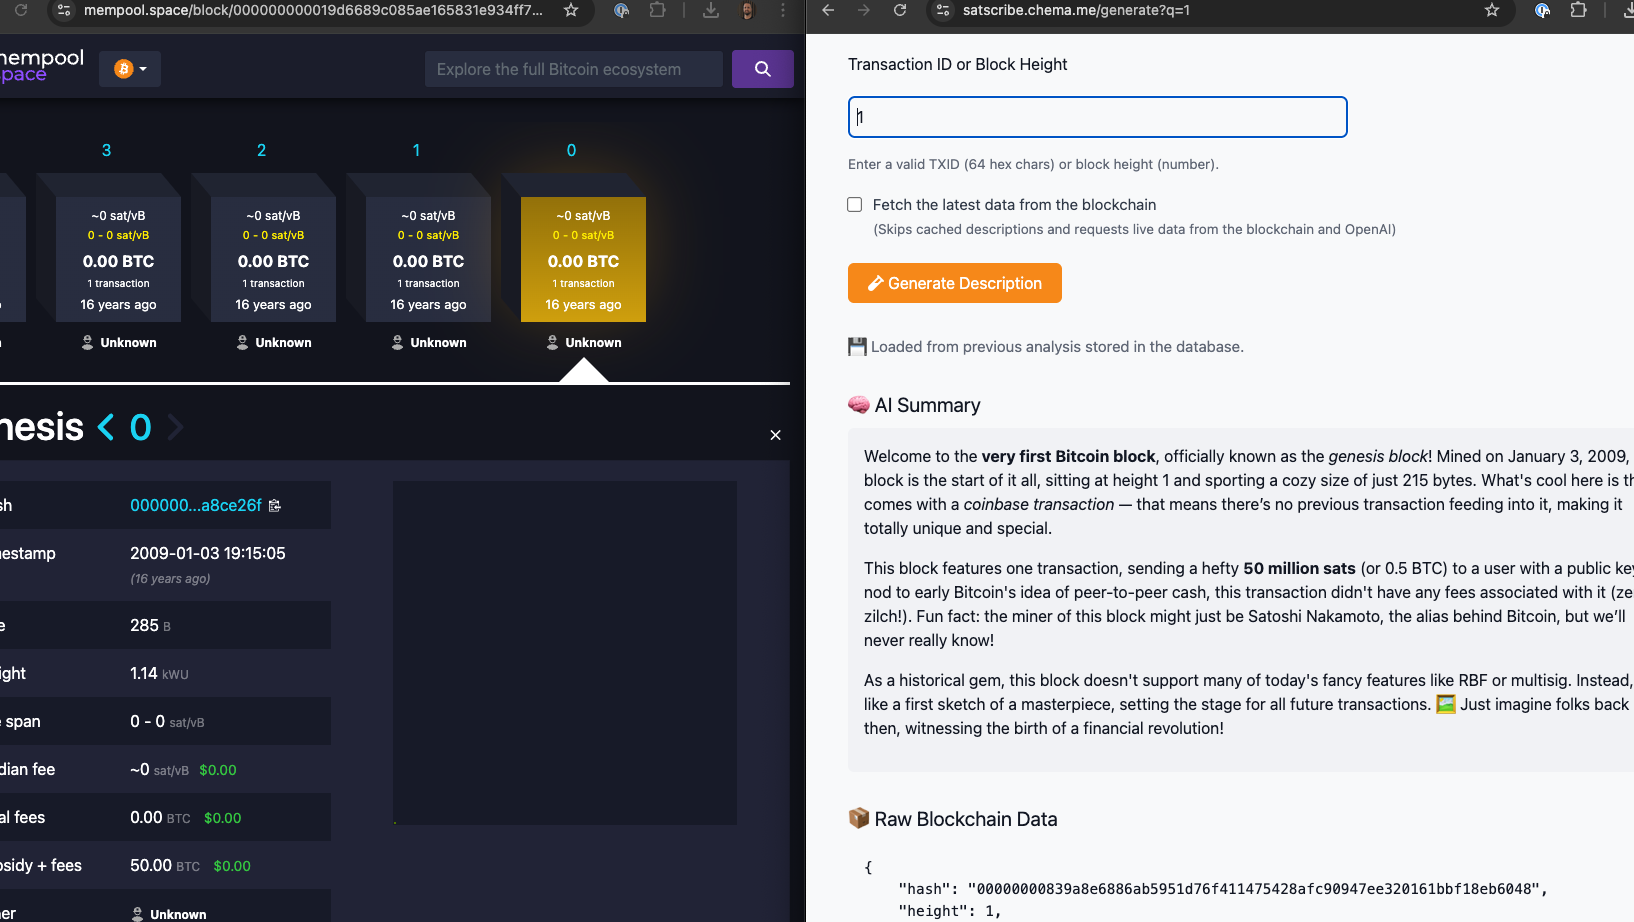 mempool.space/block/000000000019d6689c085ae165831e934ff7...
mempool
space
Explore the full Bitcoin ecosystem
3
2
1
0
~0 sat/vB
0 - 0 sat/vB
0.00 BTC
1 transaction
16 years ago
Unknown
~0 sat/vB
0 - 0 sat/vB
0.00 BTC
1 transaction
16 years ago
Unknown
~0 sat/vB
0 - 0 sat/vB
0.00 BTC
1 transaction
16 years ago
Unknown
~0 sat/vB
0 - 0 sat/vB
0.00 BTC
1 transaction
16 years ago
Unknown
nesis < 0 >
sh 000000...a8ce26f
nestamp 2009-01-03 19:15:05
(16 years ago)
e 285 B
ight 1.14 kWU
e span 0 - 0 sat/vB
dian fee ~0 sat/vB $0.00
al fees 0.00 BTC $0.00
osidy + fees 50.00 BTC $0.00
ner Unknown
satscribe.chema.me/generate?q=1
Transaction ID or Block Height
1
Enter a valid TXID (64 hex chars) or block height (number).
Fetch the latest data from the blockchain
(Skips cached descriptions and requests live data from the blockchain and OpenAI)
Generate Description
Loaded from previous analysis stored in the database.
AI Summary
Welcome to the very first Bitcoin block, officially known as the genesis block! Mined on January 3, 2009,
block is the start of it all, sitting at height 1 and sporting a cozy size of just 215 bytes. What's cool here is th
comes with a coinbase transaction — that means there's no previous transaction feeding into it, making it
totally unique and special.
This block features one transaction, sending a hefty 50 million sats (or 0.5 BTC) to a user with a public key
nod to early Bitcoin's idea of peer-to-peer cash, this transaction didn't have any fees associated with it (ze
zilch!). Fun fact: the miner of this block might just be Satoshi Nakamoto, the alias behind Bitcoin, but we'll
never really know!
As a historical gem, this block doesn't support many of today's fancy features like RBF or multisig. Instead,
like a first sketch of a masterpiece, setting the stage for all future transactions. Just imagine folks back
then, witnessing the birth of a financial revolution!
Raw Blockchain Data
{
"hash": "00000000839a8e6886ab5951d76f411475428afc90947ee320161bbf18eb6048",
"height": 1,